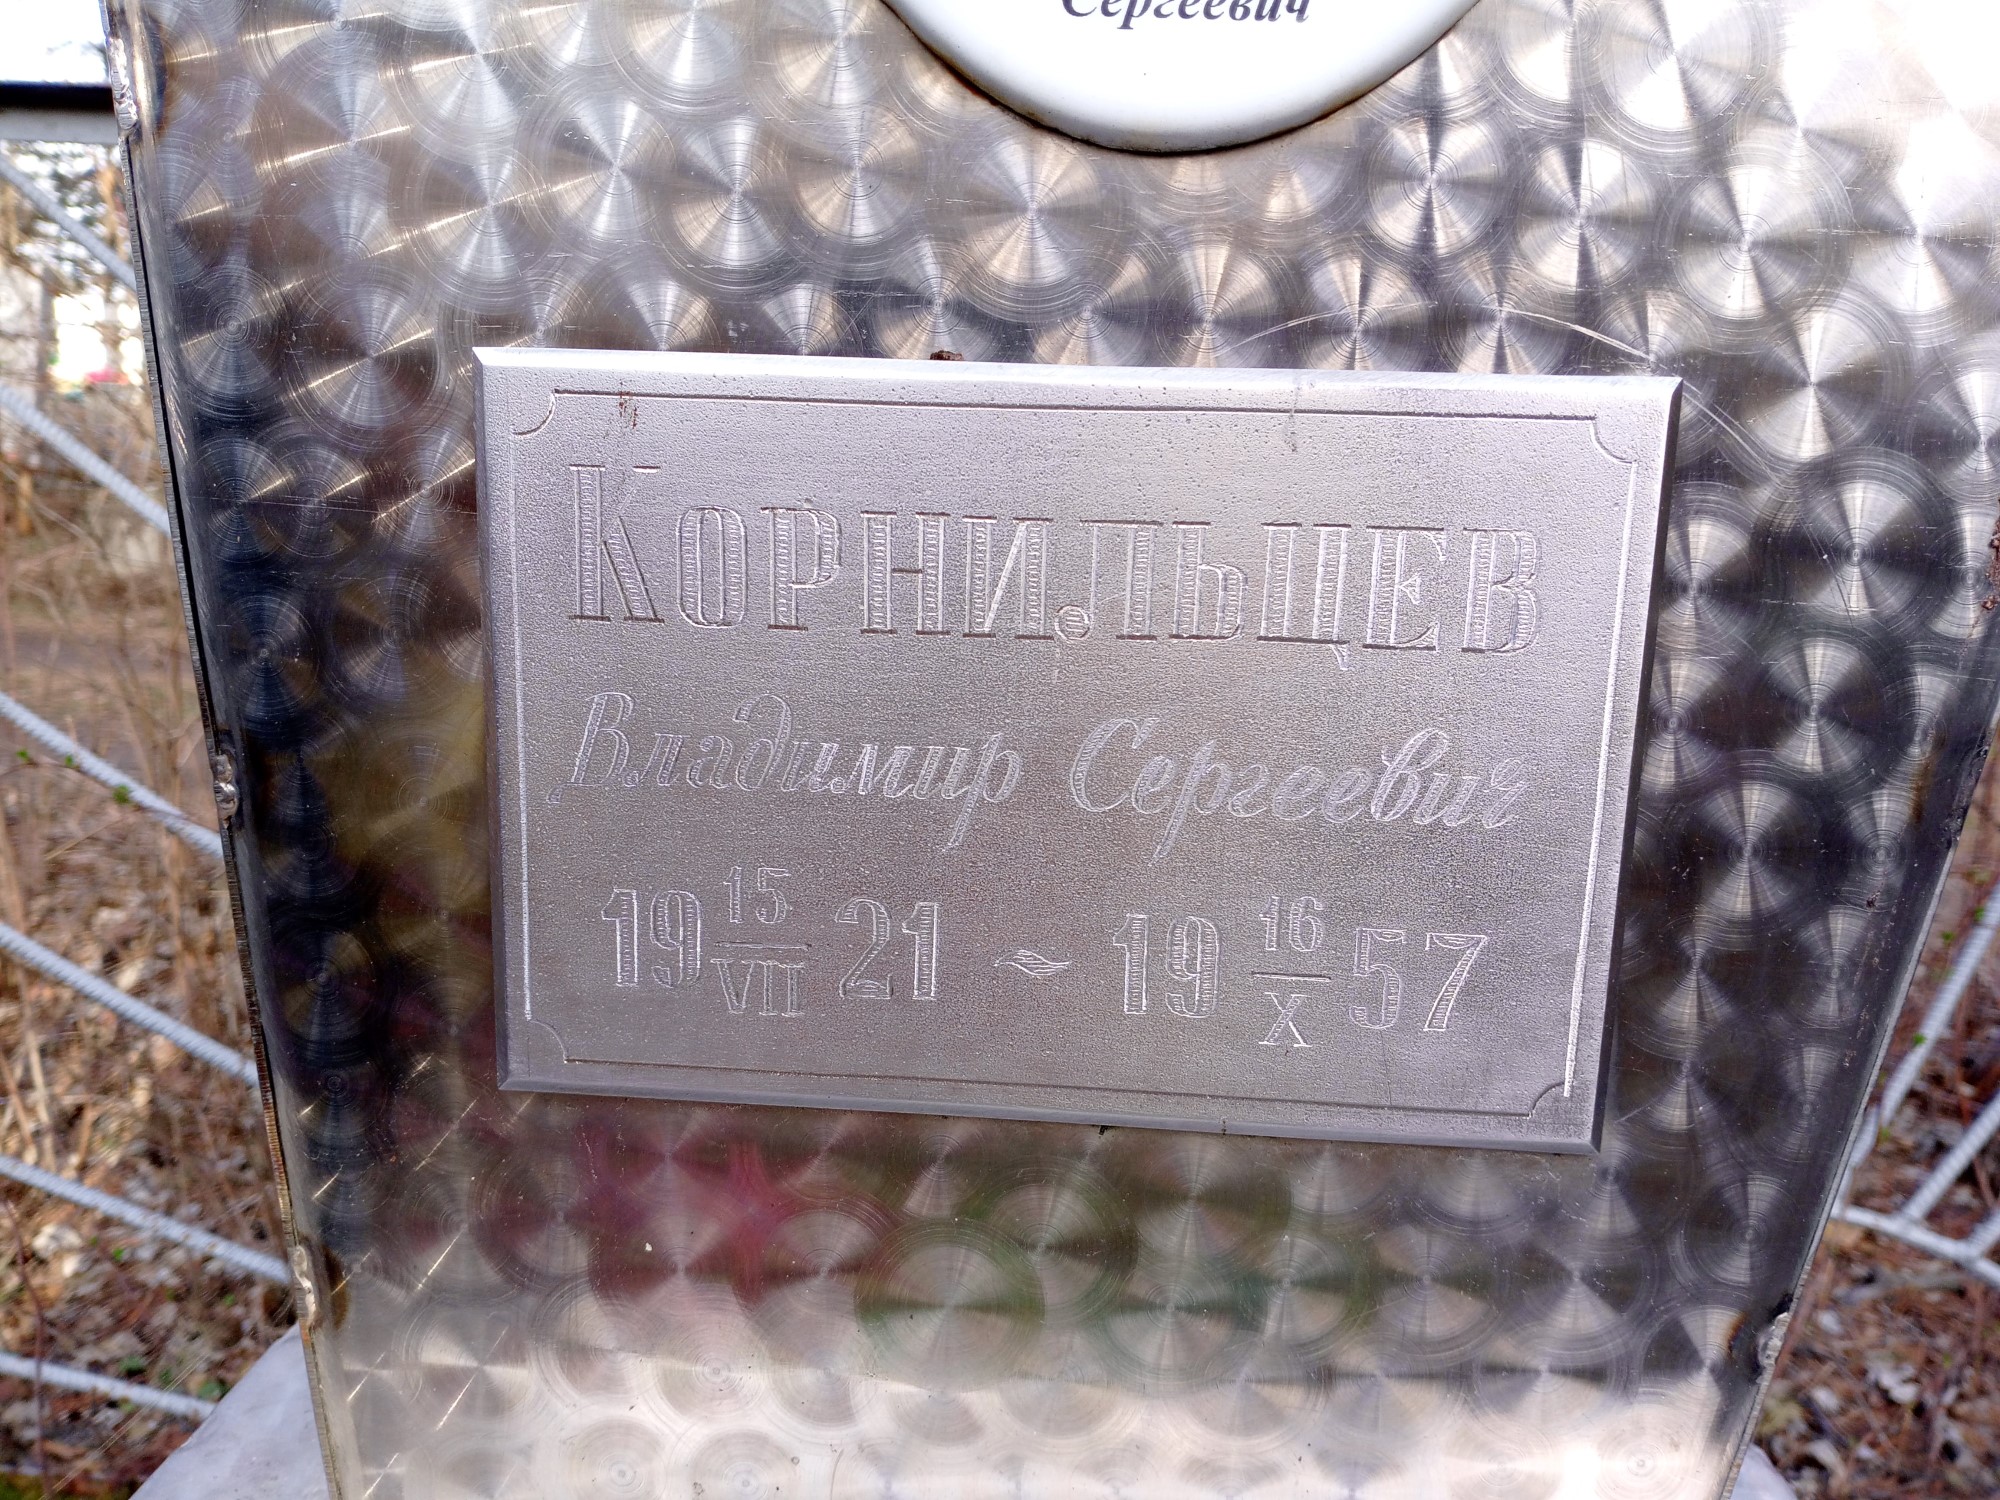 Сергеевич
Корнильцев
Владимир Сергеевич
19 15/VII 21 ~ 19 16/X 57